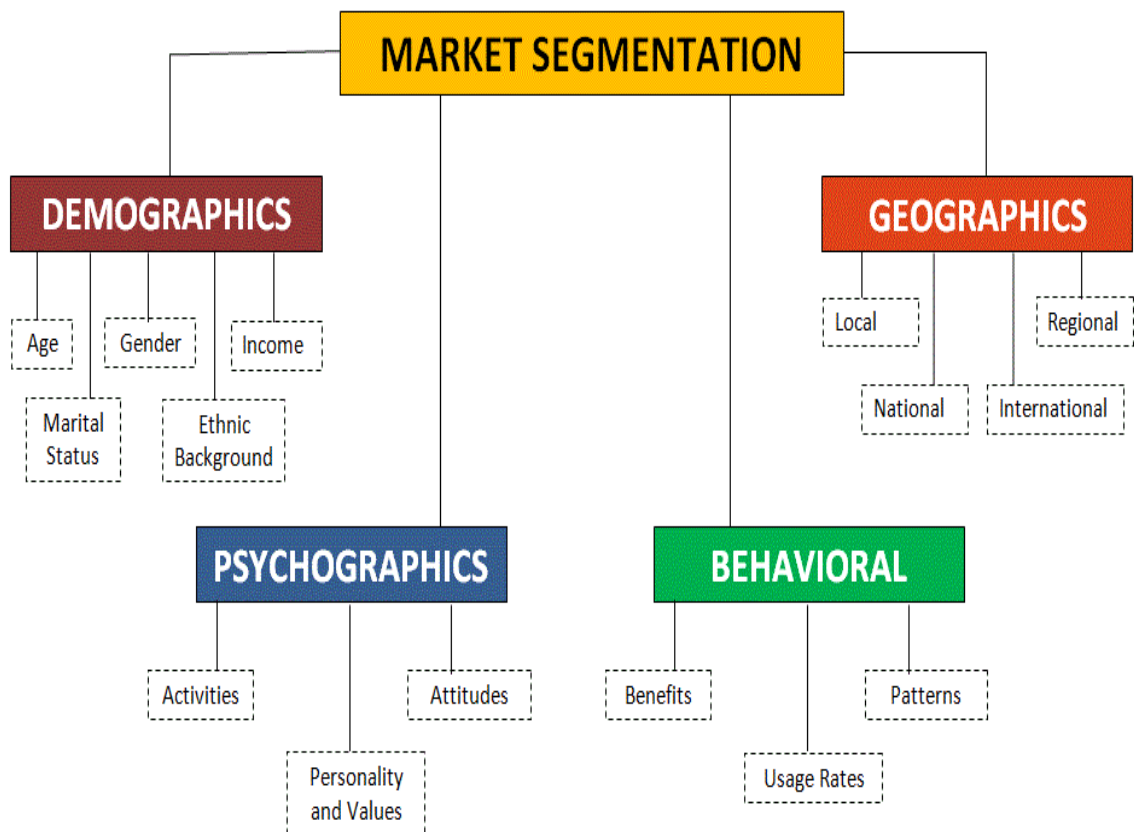 MARKET SEGMENTATION
DEMOGRAPHICS
GEOGRAPHICS
Age
Gender
Income
Marital
Status
Ethnic
Background
Local
Regional
National
International
PSYCHOGRAPHICS
BEHAVIORAL
Activities
Attitudes
Personality
and Values
Benefits
Patterns
Usage Rates